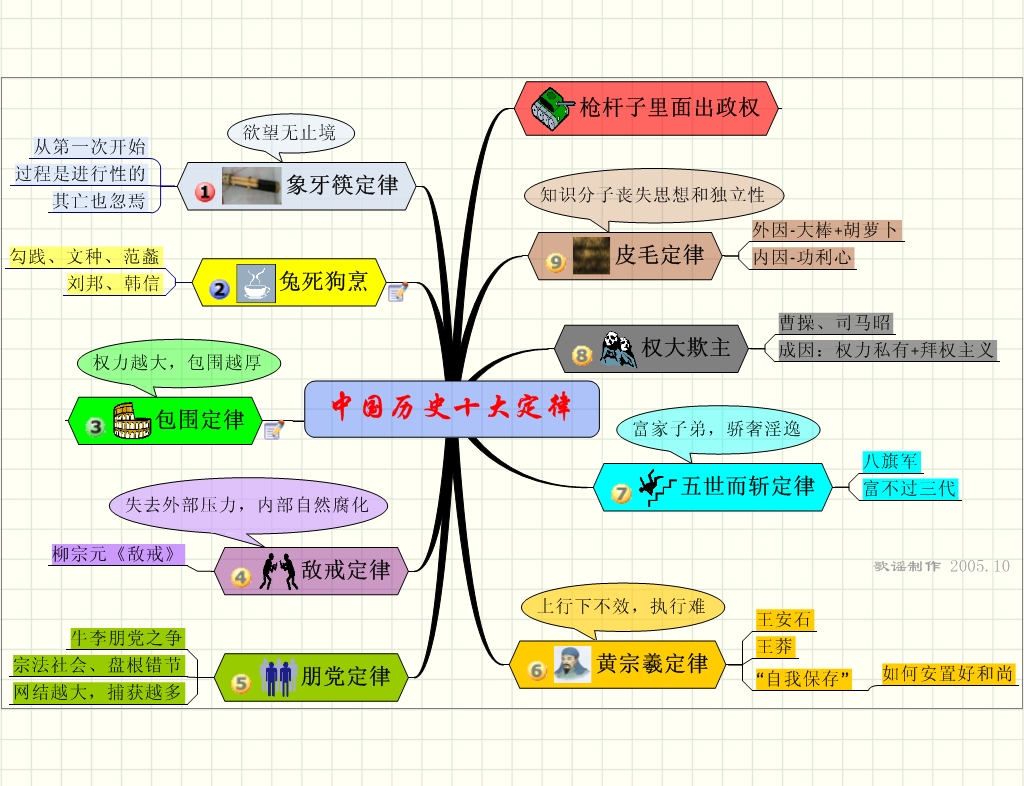 中国历史十大定律
欲望无止境
1
象牙筷定律
从第一次开始
过程是进行性的
其亡也忽焉
2
兔死狗烹
勾践、文种、范蠡
刘邦、韩信
权力越大，包围越厚
3
包围定律
失去外部压力，内部自然腐化
4
敌戒定律
柳宗元《敌戒》
5
朋党定律
牛李朋党之争
宗法社会、盘根错节
网结越大，捕获越多
上行下不效，执行难
6
黄宗羲定律
王安石
王莽
“自我保存”
如何安置好和尚
富家子弟，骄奢淫逸
7
五世而斩定律
八旗军
富不过三代
8
权大欺主
曹操、司马昭
成因：权力私有+拜权主义
知识分子丧失思想和独立性
9
皮毛定律
外因-大棒+胡萝卜
内因-功利心
枪杆子里面出政权
歌谣制作 2005.10